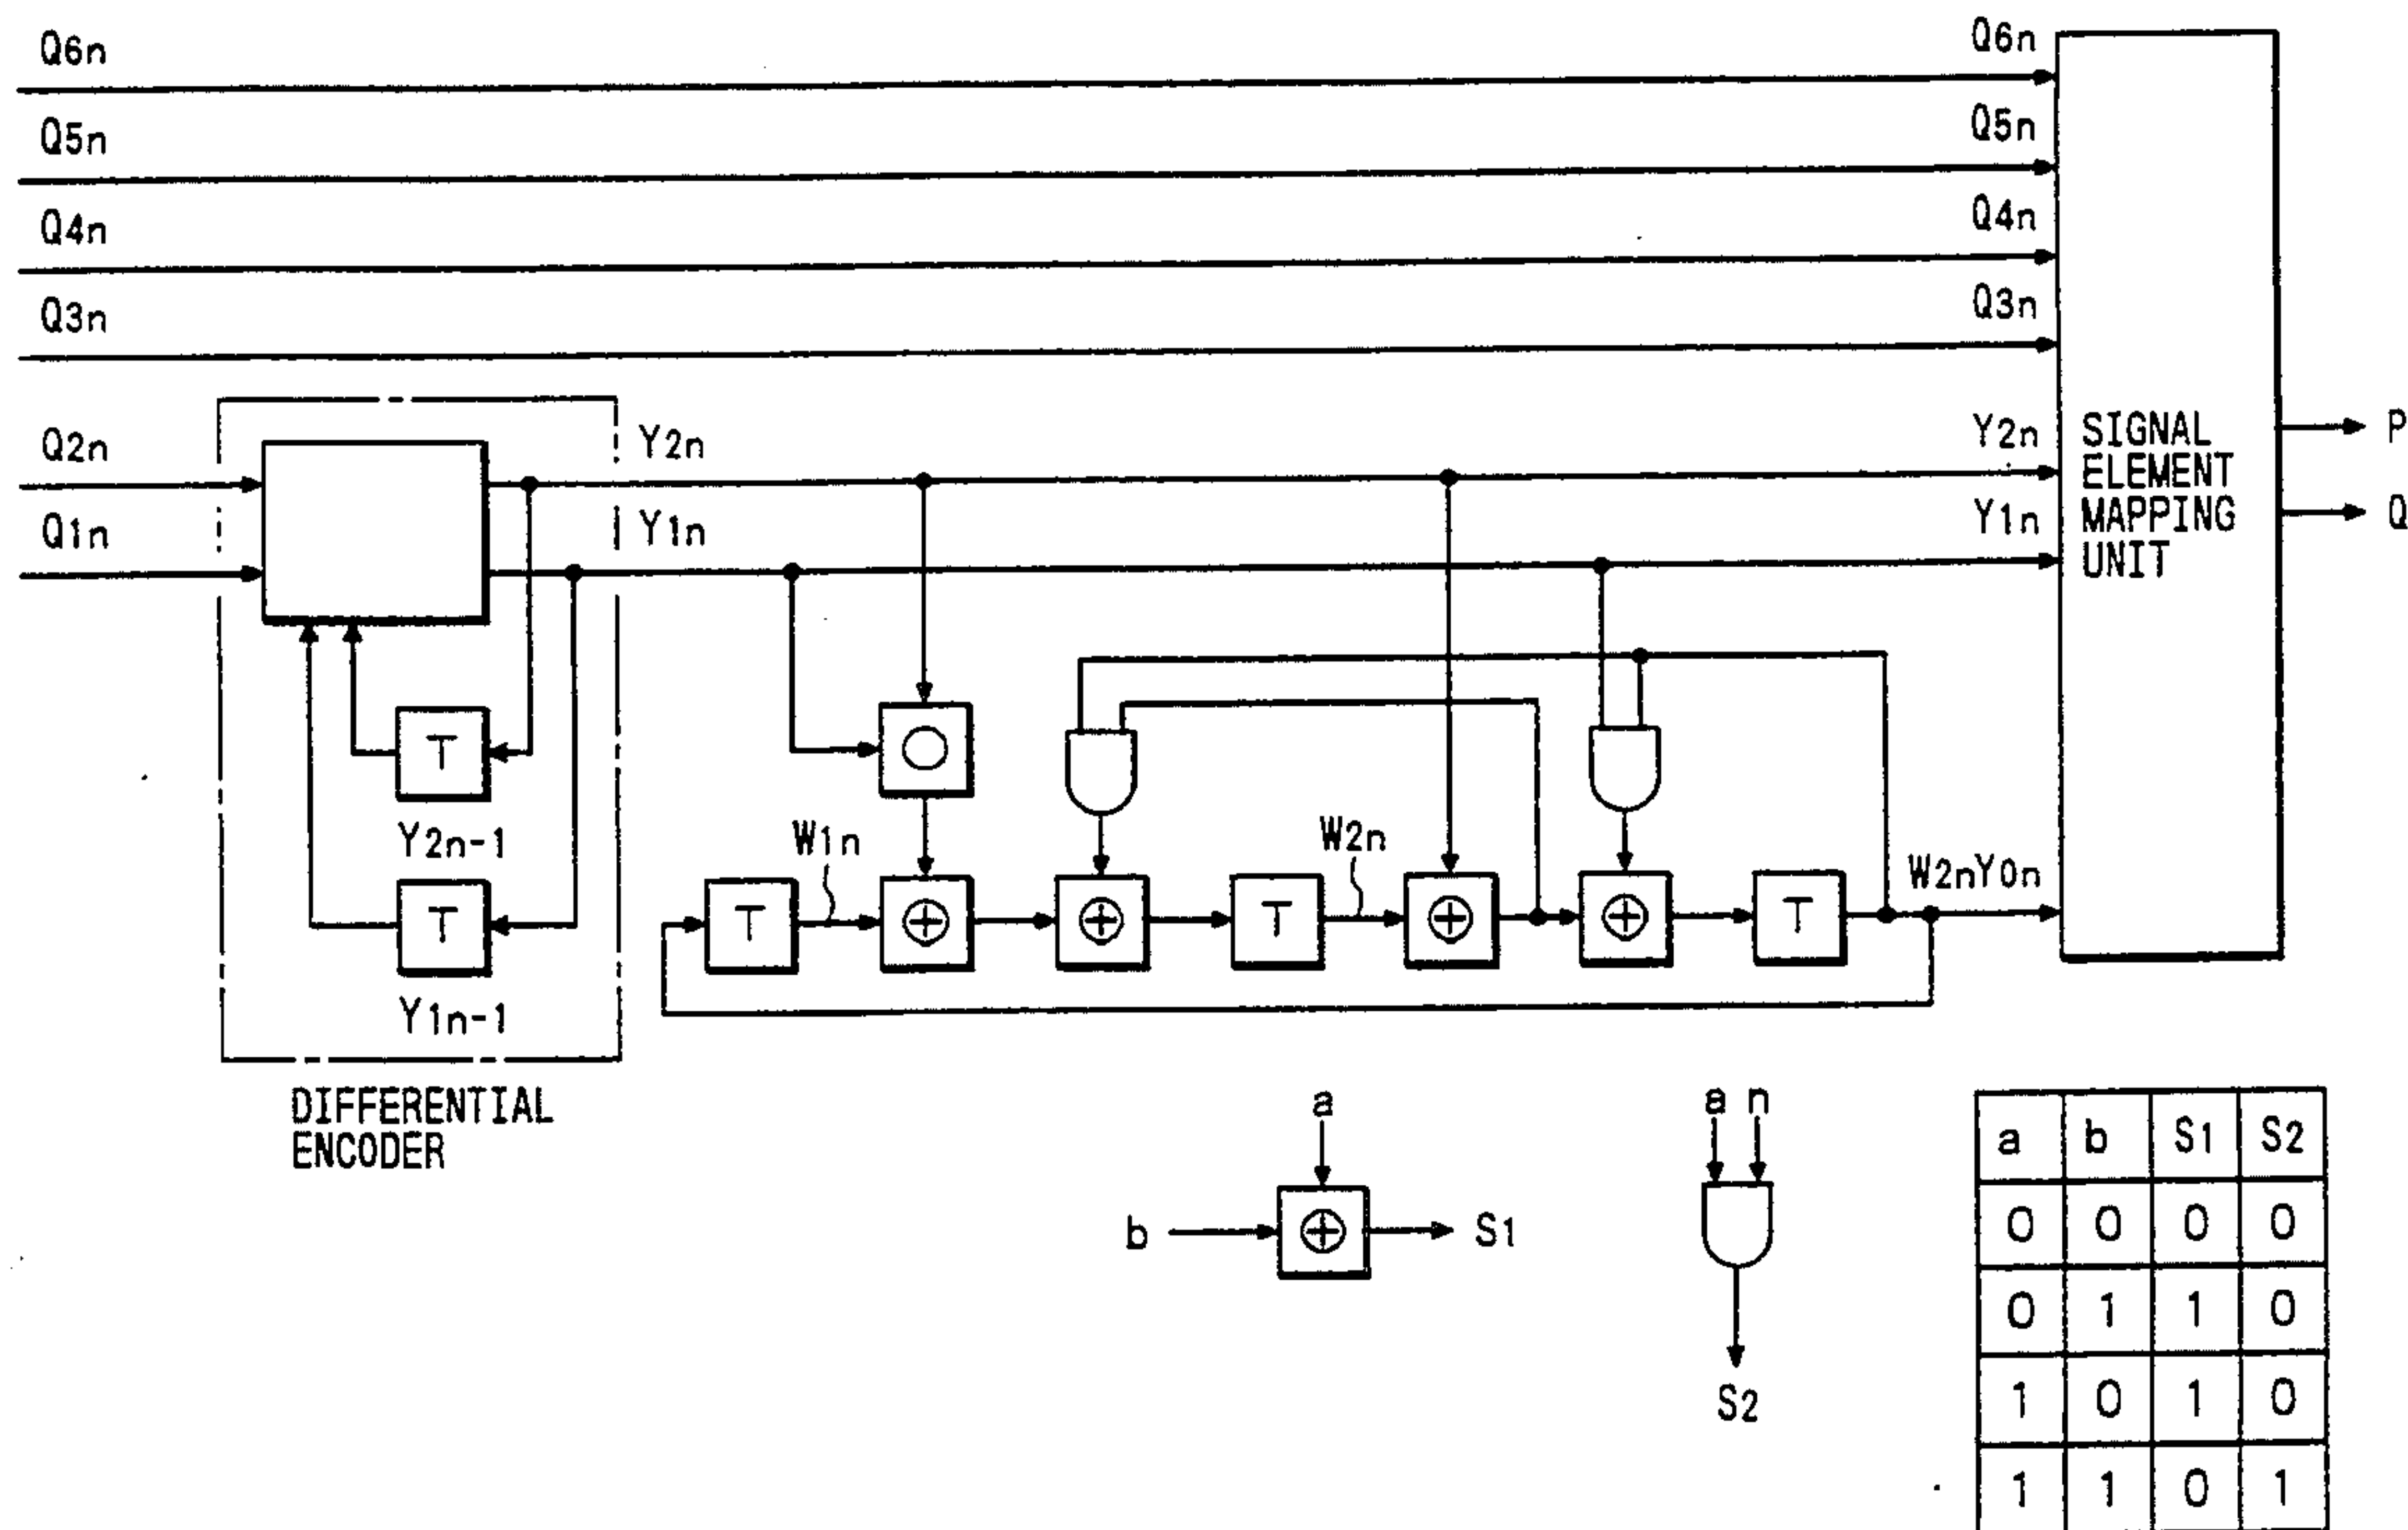 Q6n
Q6n
Q5n
Q5n
Q4n
Q4n
Q3n
Q3n
Q2n
Y2n
Y2n
SIGNAL
ELEMENT
MAPPING
UNIT
P
Q1n
Y1n
Y1n
Q
T
Y2n-1
W1n
W2n
W2nY0n
T
T
T
T
Y1n-1
DIFFERENTIAL
ENCODER
a
b
S1
a n
S2
a b S1 S2
0 0 0 0
0 1 1 0
1 0 1 0
1 1 0 1